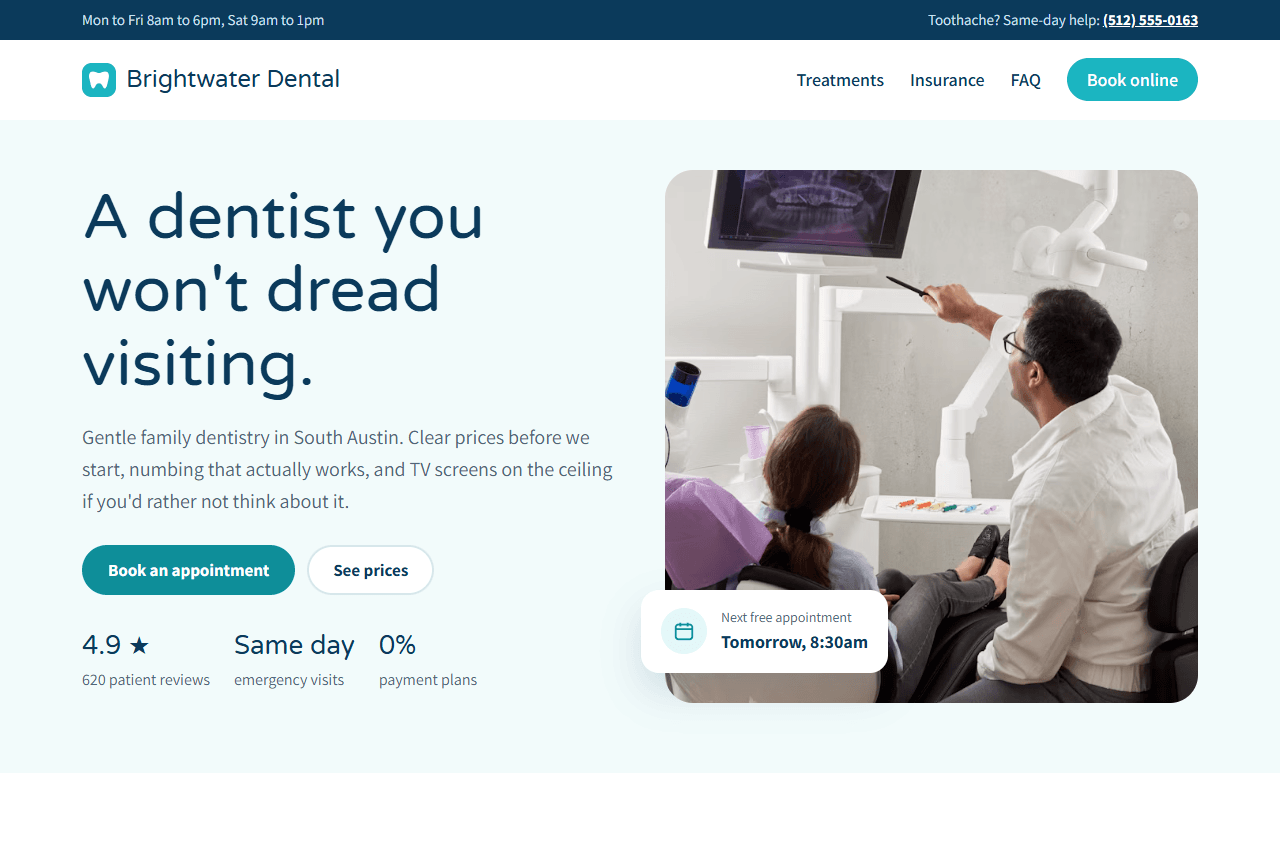 Mon to Fri 8am to 6pm, Sat 9am to 1pm
Toothache? Same-day help: (512) 555-0163
Brightwater Dental
Treatments
Insurance
FAQ
Book online
A dentist you
won't dread
visiting.
Gentle family dentistry in South Austin. Clear prices before we
start, numbing that actually works, and TV screens on the ceiling
if you'd rather not think about it.
Book an appointment
See prices
4.9 ★
620 patient reviews
Same day
emergency visits
0%
payment plans
Next free appointment
Tomorrow, 8:30am